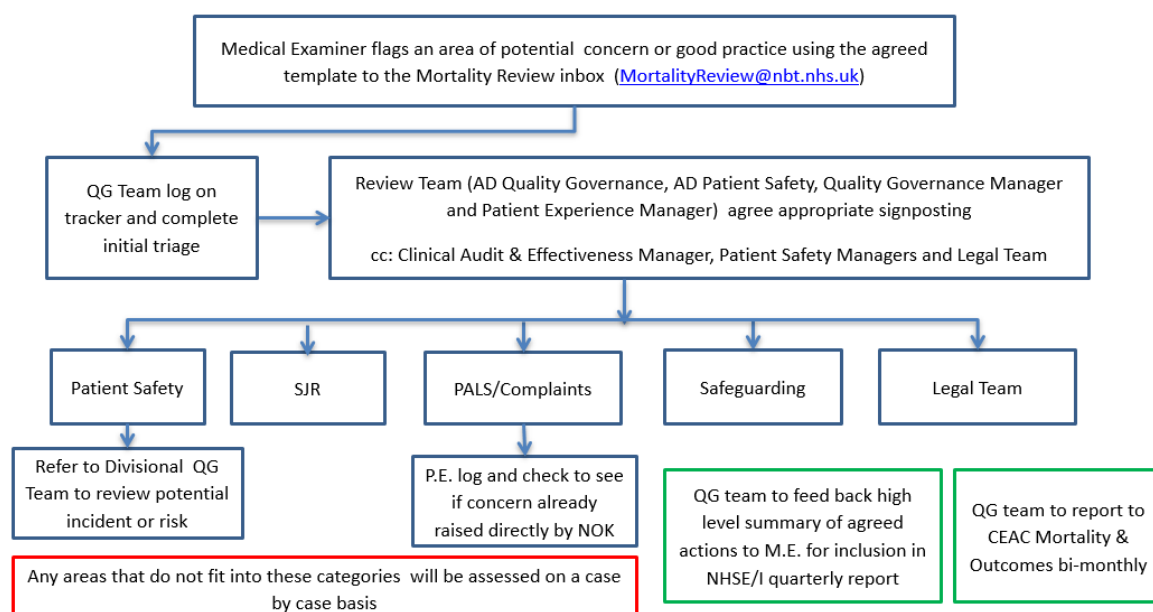 Medical Examiner flags an area of potential concern or good practice using the agreed
template to the Mortality Review inbox (MortalityReview@nbt.nhs.uk)
QG Team log on
tracker and complete
initial triage
Review Team (AD Quality Governance, AD Patient Safety, Quality Governance Manager
and Patient Experience Manager) agree appropriate signposting
cc: Clinical Audit & Effectiveness Manager, Patient Safety Managers and Legal Team
Patient Safety
SJR
PALS/Complaints
Safeguarding
Legal Team
Refer to Divisional QG
Team to review potential
incident or risk
P.E. log and check to see
if concern already
raised directly by NOK
QG team to feed back high
level summary of agreed
actions to M.E. for inclusion in
NHSE/I quarterly report
QG team to report to
CEAC Mortality &
Outcomes bi-monthly
Any areas that do not fit into these categories will be assessed on a case
by case basis